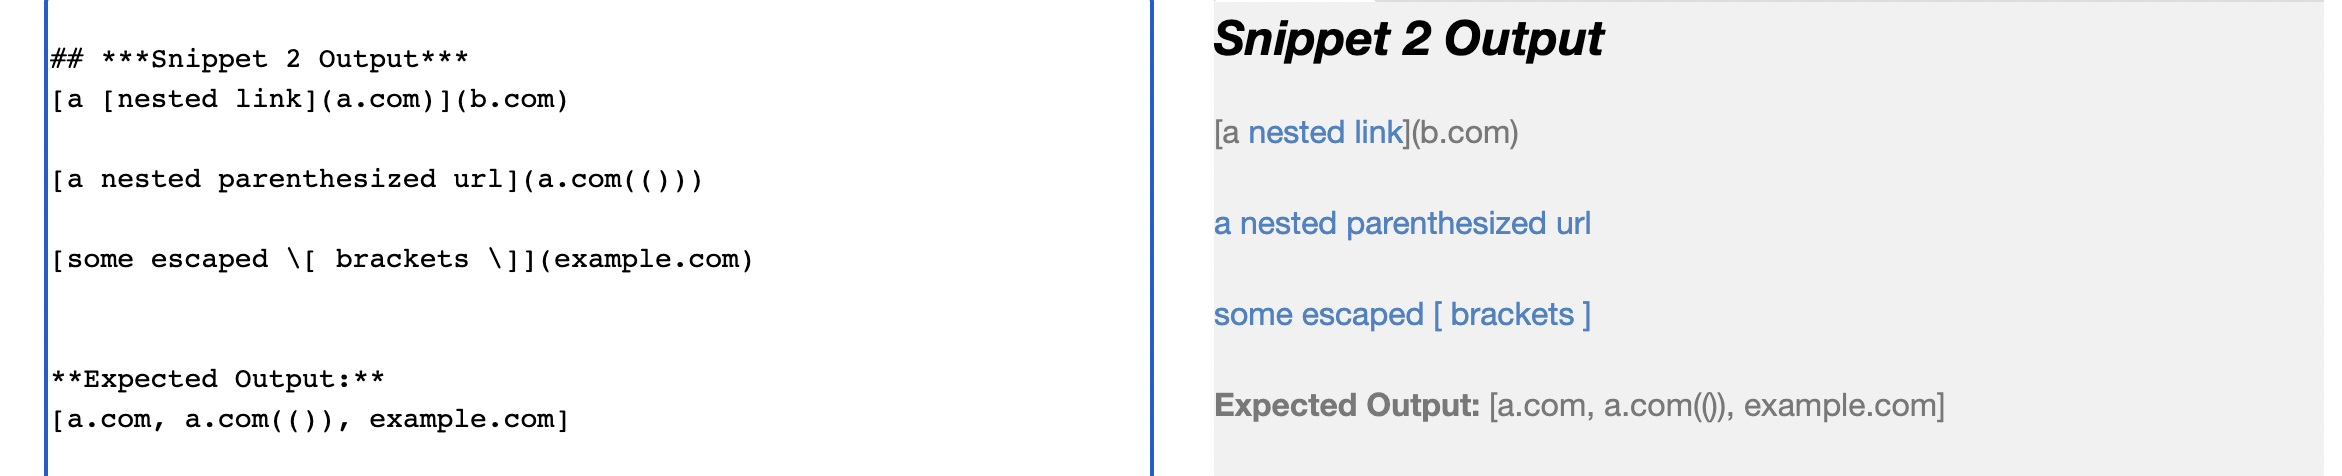 ## ***Snippet 2 Output***
[a [nested link](a.com)](b.com)
[a nested parenthesized url](a.com(()))
[some escaped \[ brackets \]](example.com)
**Expected Output:**
[a.com, a.com(()), example.com]
Snippet 2 Output
[a nested link](b.com)
a nested parenthesized url
some escaped [ brackets ]
Expected Output: [a.com, a.com(()), example.com]